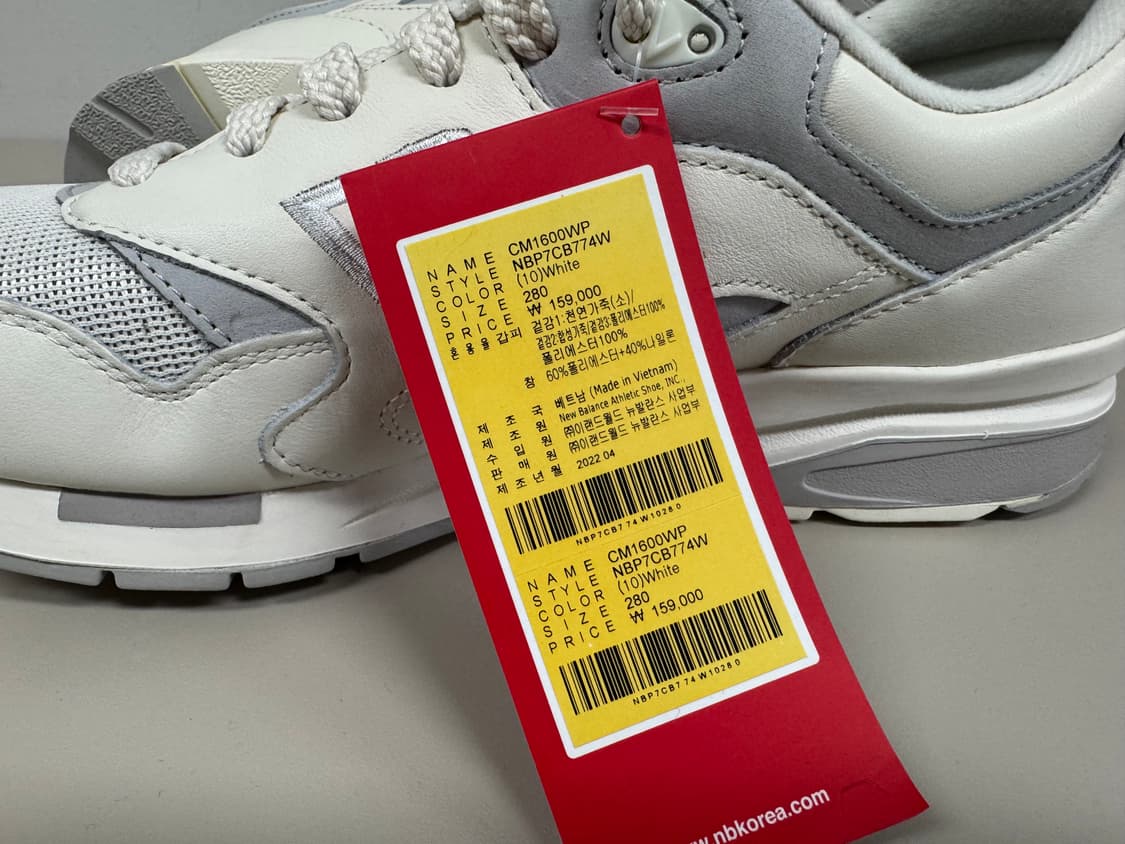 NAME CM1600WP
STYLE NBP7CB774W
COLOR (10)White
SIZE 280
PRICE ₩ 159,000
혼용율 갑피 겉감1:천연가죽(소)/
겉감2:합성가죽(겉감3:폴리에스터100%
폴리에스터100%
창 60%폴리에스터+40%나일론
제조국 베트남 (Made in Vietnam)
제조원 New Balance Athletic Shoe, INC.,
수입원 ㈜이랜드월드 뉴발란스 사업부
판매원 ㈜이랜드월드 뉴발란스 사업부
제조년월 2022 04
NBP7CB774W10280
NAME CM1600WP
STYLE NBP7CB774W
COLOR (10)White
SIZE 280
PRICE ₩ 159,000
NBP7CB774W10280
w.nbkorea.com